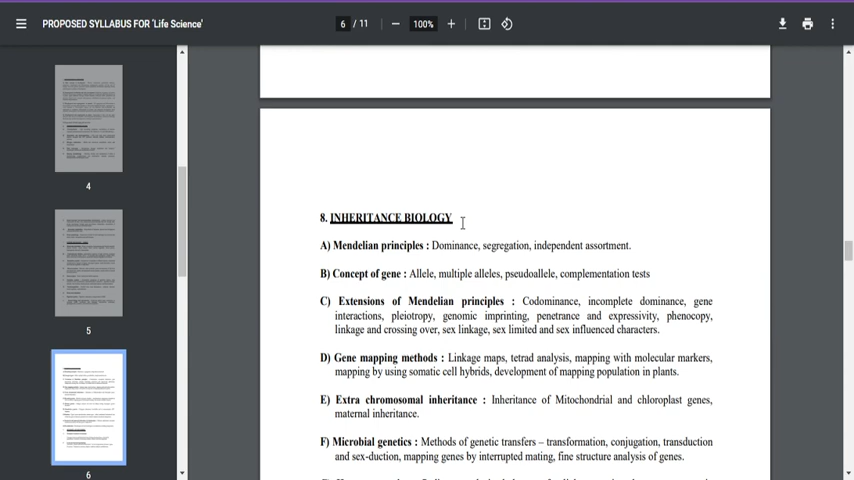 PROPOSED SYLLABUS FOR 'Life Science'
6 / 11
100%
4
5
6
8. INHERITANCE BIOLOGY
A) Mendelian principles : Dominance, segregation, independent assortment.
B) Concept of gene : Allele, multiple alleles, pseudoallele, complementation tests
C) Extensions of Mendelian principles : Codominance, incomplete dominance, gene
interactions, pleiotropy, genomic imprinting, penetrance and expressivity, phenocopy,
linkage and crossing over, sex linkage, sex limited and sex influenced characters.
D) Gene mapping methods : Linkage maps, tetrad analysis, mapping with molecular markers,
mapping by using somatic cell hybrids, development of mapping population in plants.
E) Extra chromosomal inheritance : Inheritance of Mitochondrial and chloroplast genes,
maternal inheritance.
F) Microbial genetics : Methods of genetic transfers – transformation, conjugation, transduction
and sex-duction, mapping genes by interrupted mating, fine structure analysis of genes.